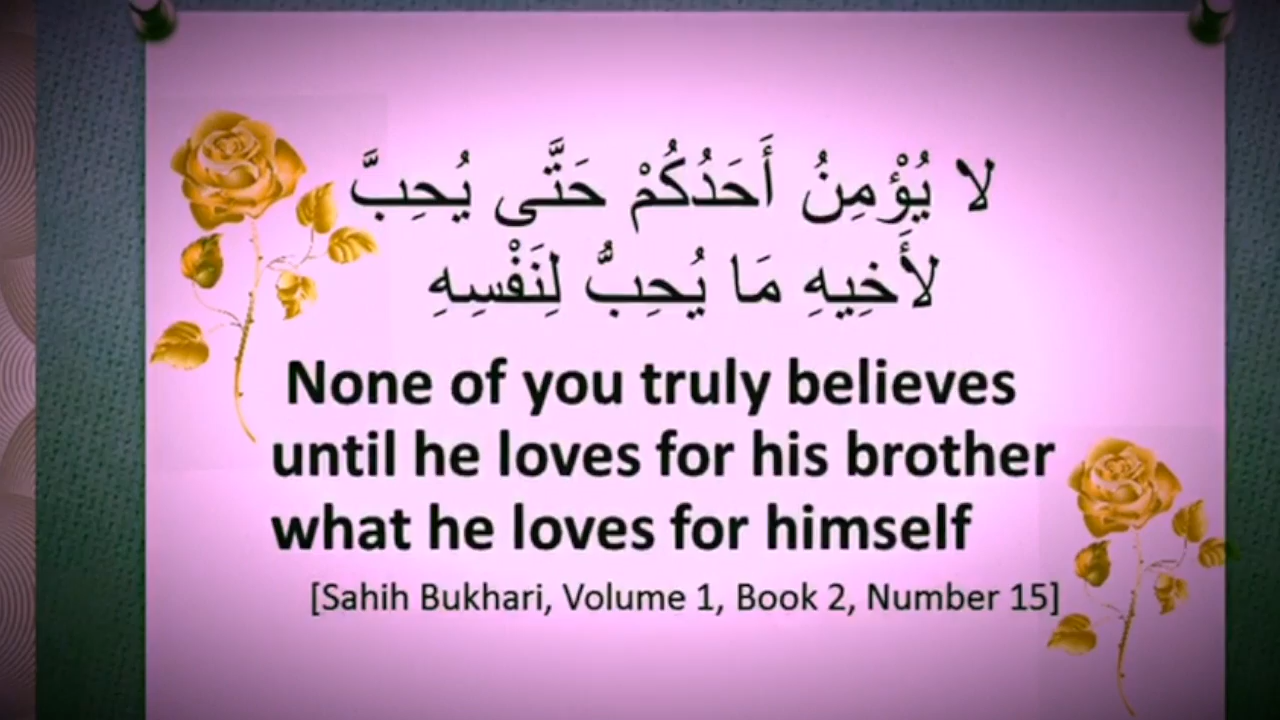 لا يُؤْمِنُ أَحَدُكُمْ حَتَّى يُحِبَّ
لأَخِيهِ مَا يُحِبُّ لِنَفْسِهِ
None of you truly believes
until he loves for his brother
what he loves for himself
[Sahih Bukhari, Volume 1, Book 2, Number 15]